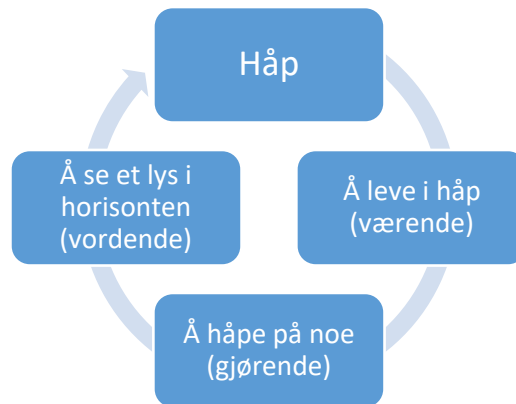 Håp
Å leve i håp
(værende)
Å håpe på noe
(gjørende)
Å se et lys i
horisonten
(vordende)